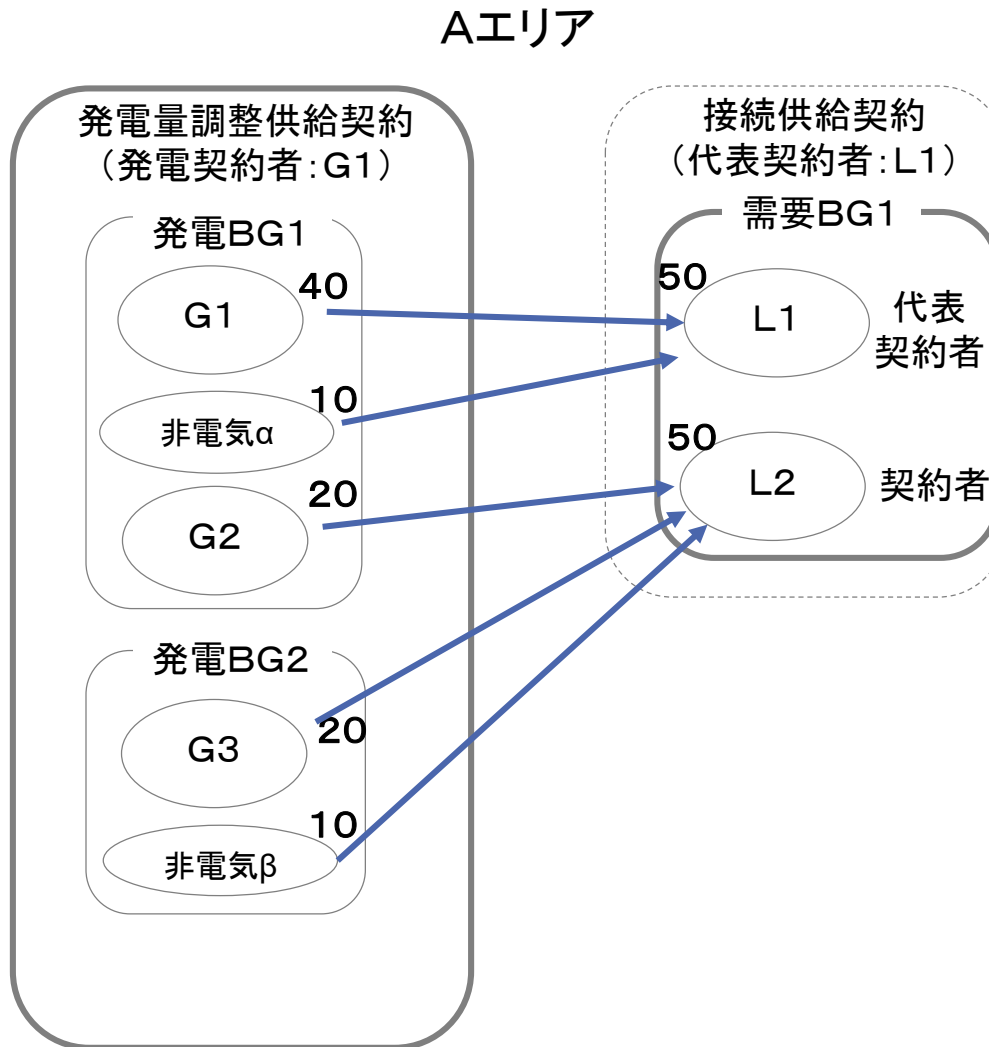 Aエリア
発電量調整供給契約
（発電契約者：G1）
発電BG1
G1
40
非電気α
10
G2
20
発電BG2
G3
20
非電気β
10
接続供給契約
（代表契約者：L1）
需要BG1
50
L1
代表
契約者
50
L2
契約者